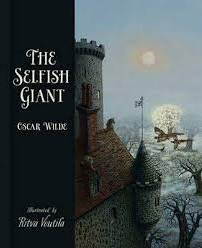 THE
SELFISH
GIANT
OSCAR WILDE
Illustrated by
Ritva Voutila